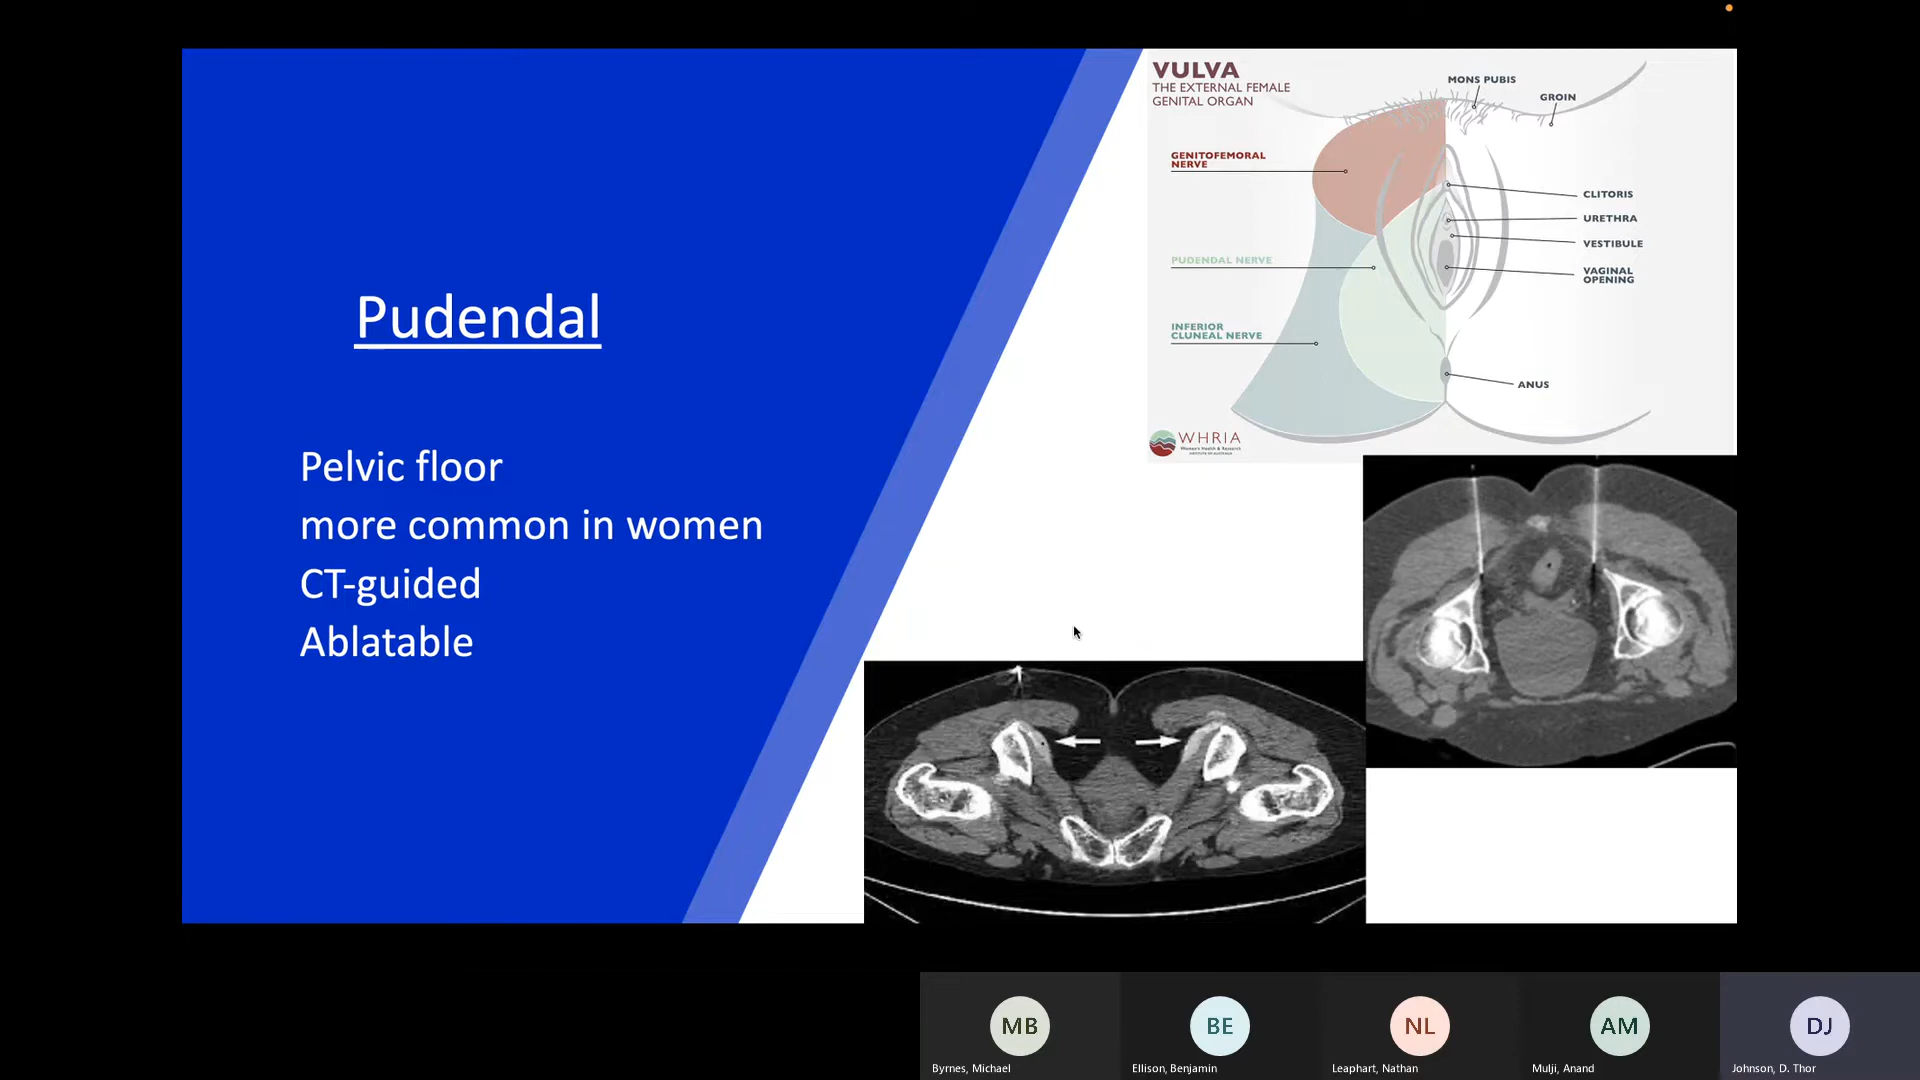 Pudendal
Pelvic floor
more common in women
CT-guided
Ablatable
VULVA
THE EXTERNAL FEMALE
GENITAL ORGAN
MONS PUBIS
GROIN
GENITOFEMORAL
NERVE
CLITORIS
URETHRA
VESTIBULE
PUDENDAL NERVE
VAGINAL
OPENING
INFERIOR
CLUNEAL NERVE
ANUS
WHRIA
Women's Health & Research
INSTITUTE OF AUSTRALIA
MB
BE
NL
AM
DJ
Byrnes, Michael
Ellison, Benjamin
Leaphart, Nathan
Mulji, Anand
Johnson, D. Thor